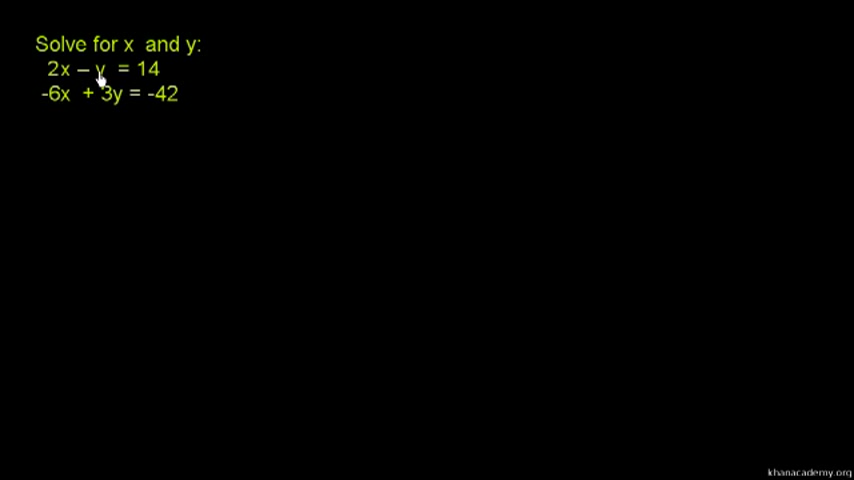 Solve for x and y:
2x – y = 14
-6x + 3y = -42
khanacademy.org